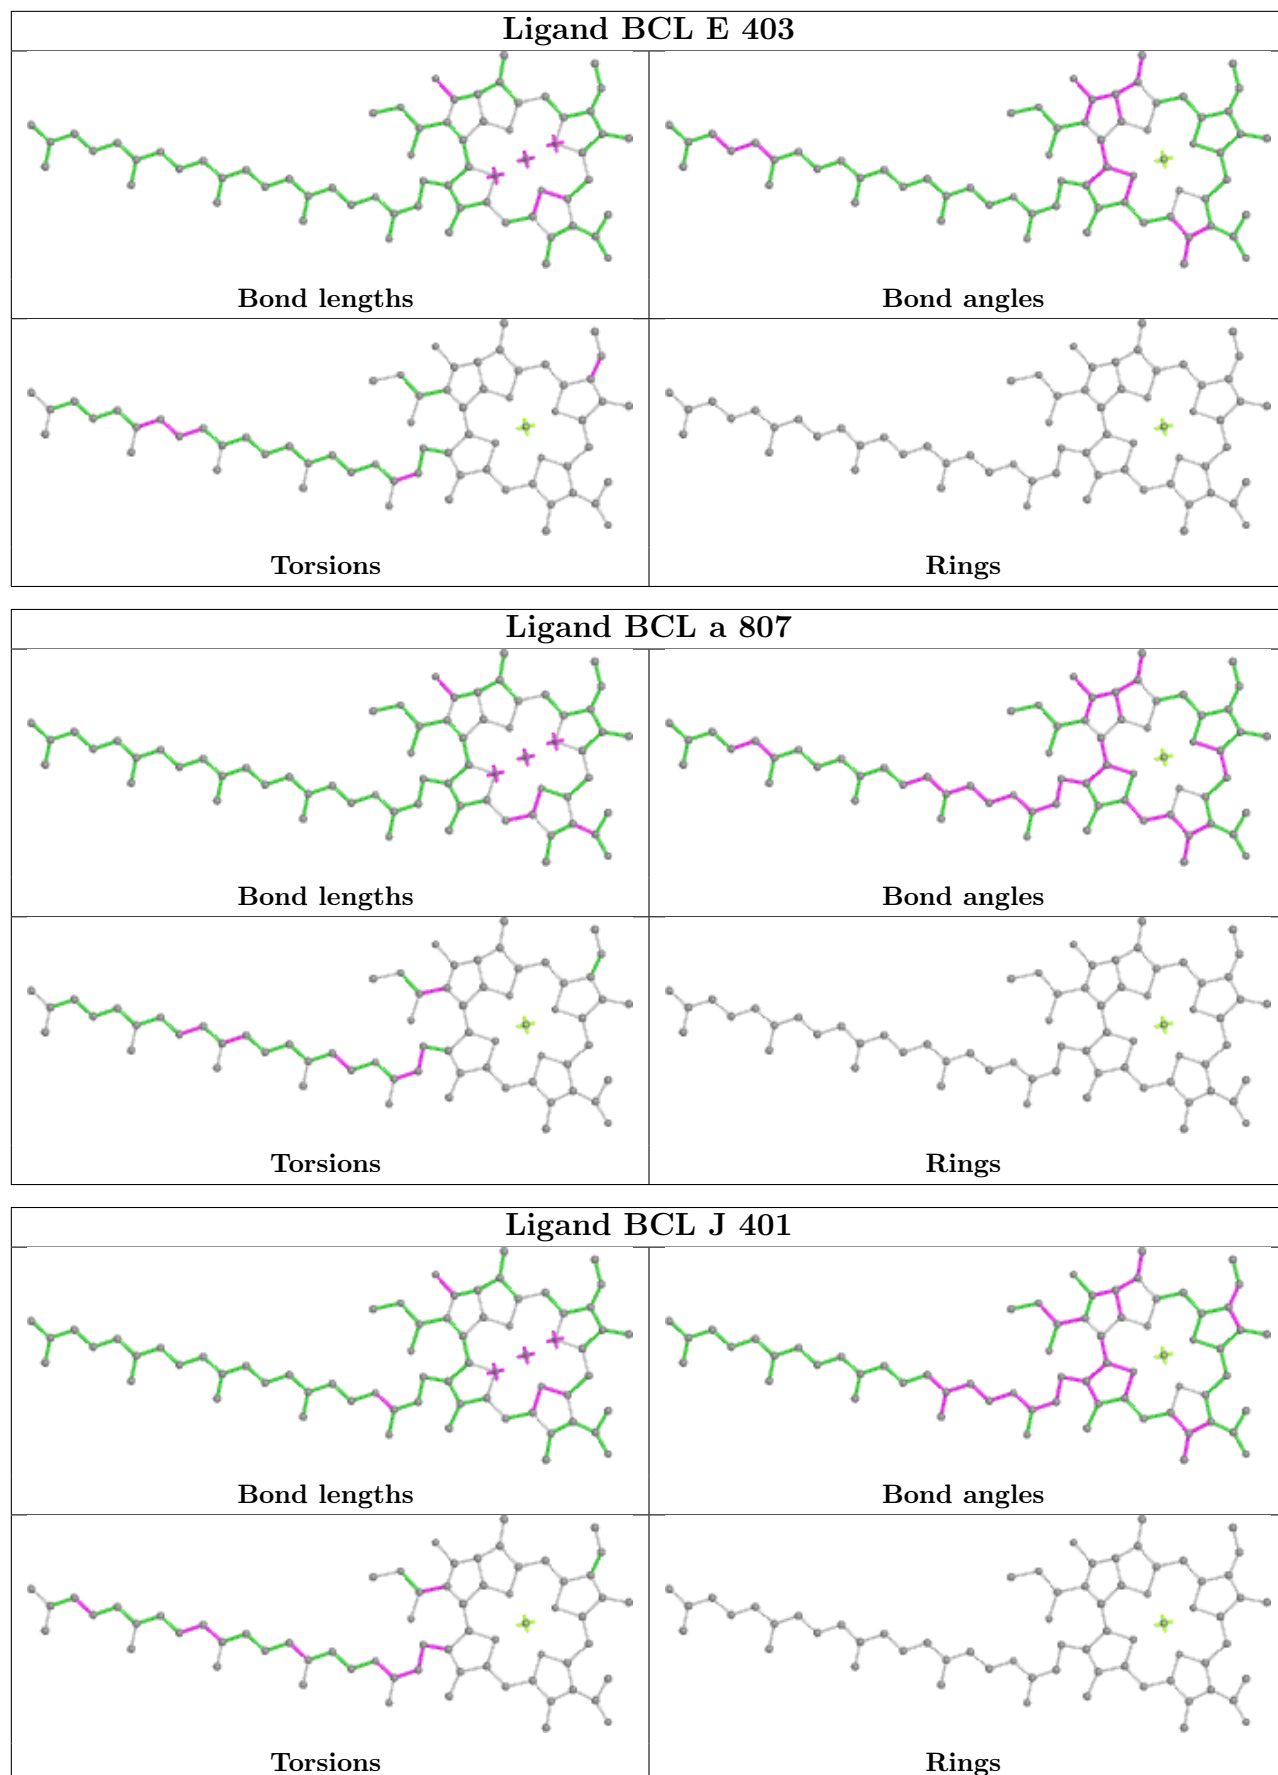 Ligand BCL E 403
Bond lengths
Bond angles
Torsions
Rings
Ligand BCL a 807
Bond lengths
Bond angles
Torsions
Rings
Ligand BCL J 401
Bond lengths
Bond angles
Torsions
Rings